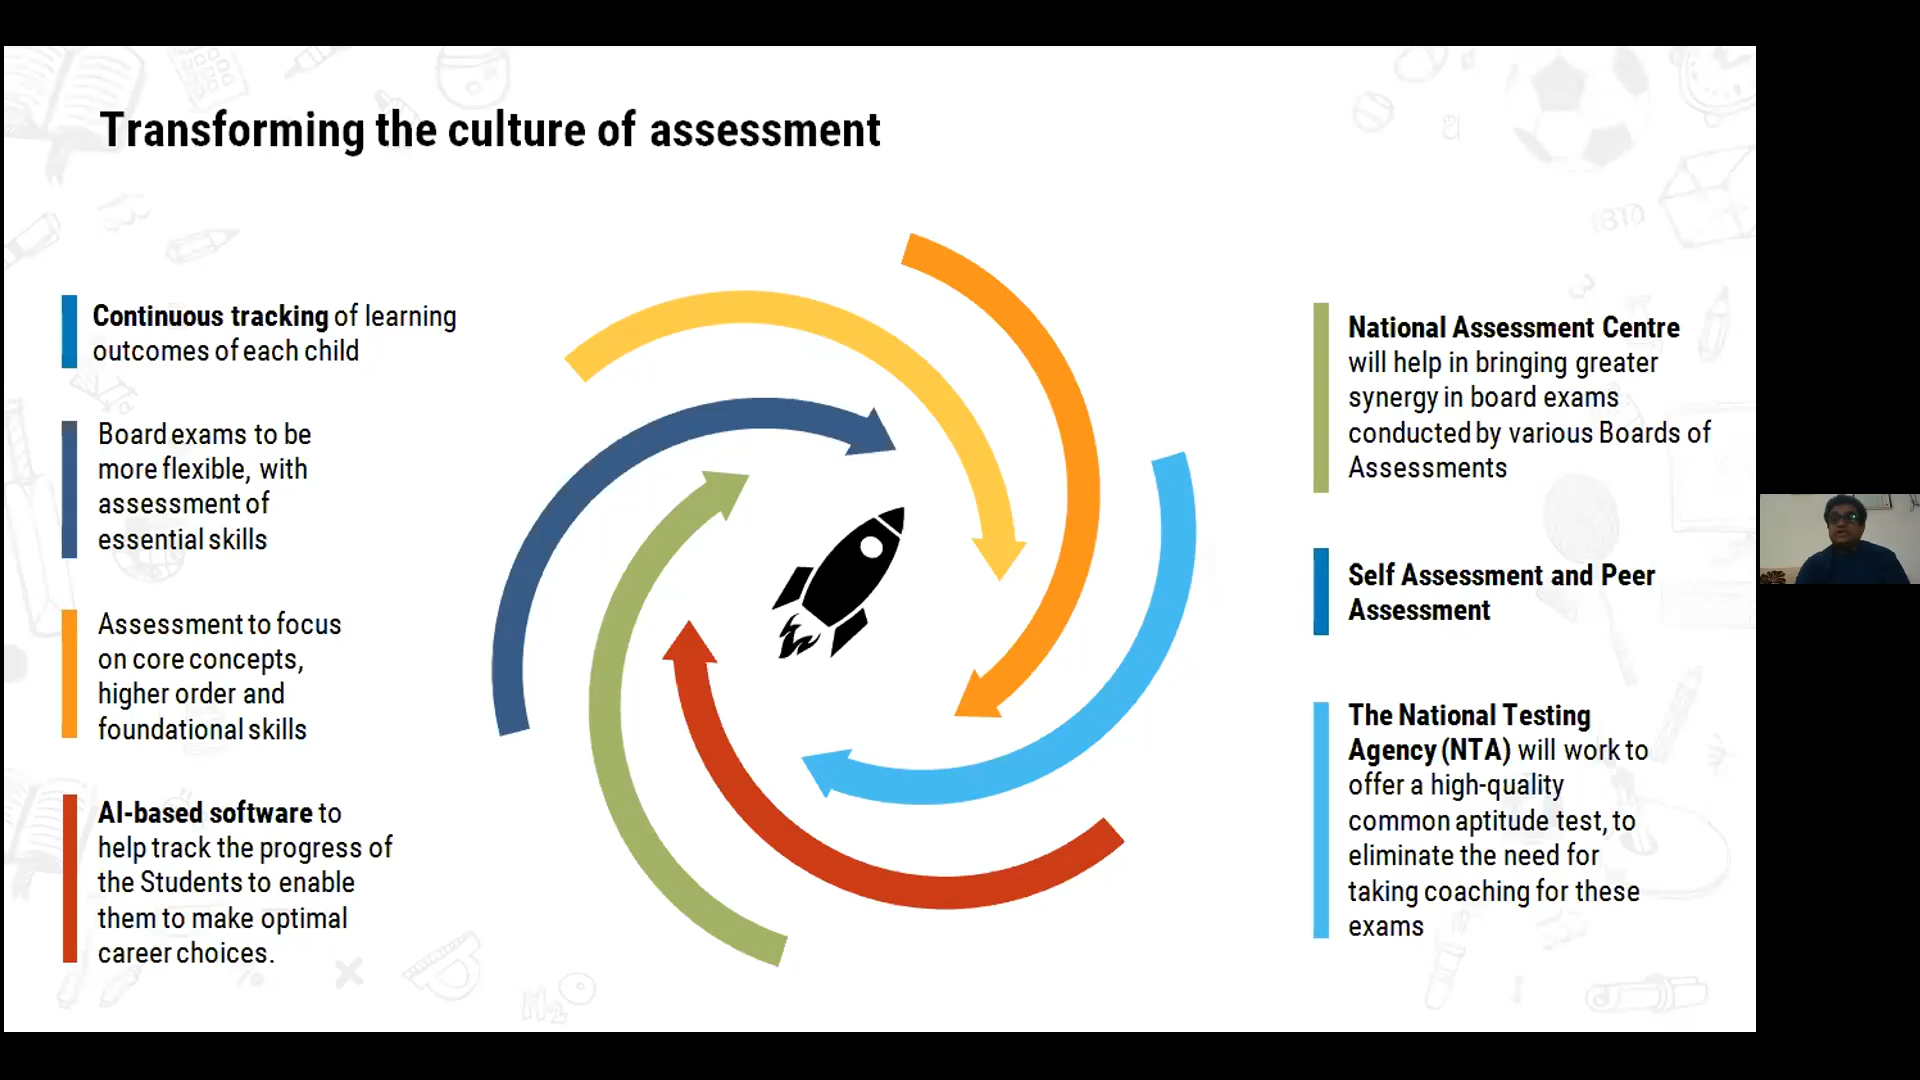 Transforming the culture of assessment
Continuous tracking of learning
outcomes of each child
Board exams to be
more flexible, with
assessment of
essential skills
Assessment to focus
on core concepts,
higher order and
foundational skills
AI-based software to
help track the progress of
the Students to enable
them to make optimal
career choices.
National Assessment Centre
will help in bringing greater
synergy in board exams
conducted by various Boards of
Assessments
Self Assessment and Peer
Assessment
The National Testing
Agency (NTA) will work to
offer a high-quality
common aptitude test, to
eliminate the need for
taking coaching for these
exams